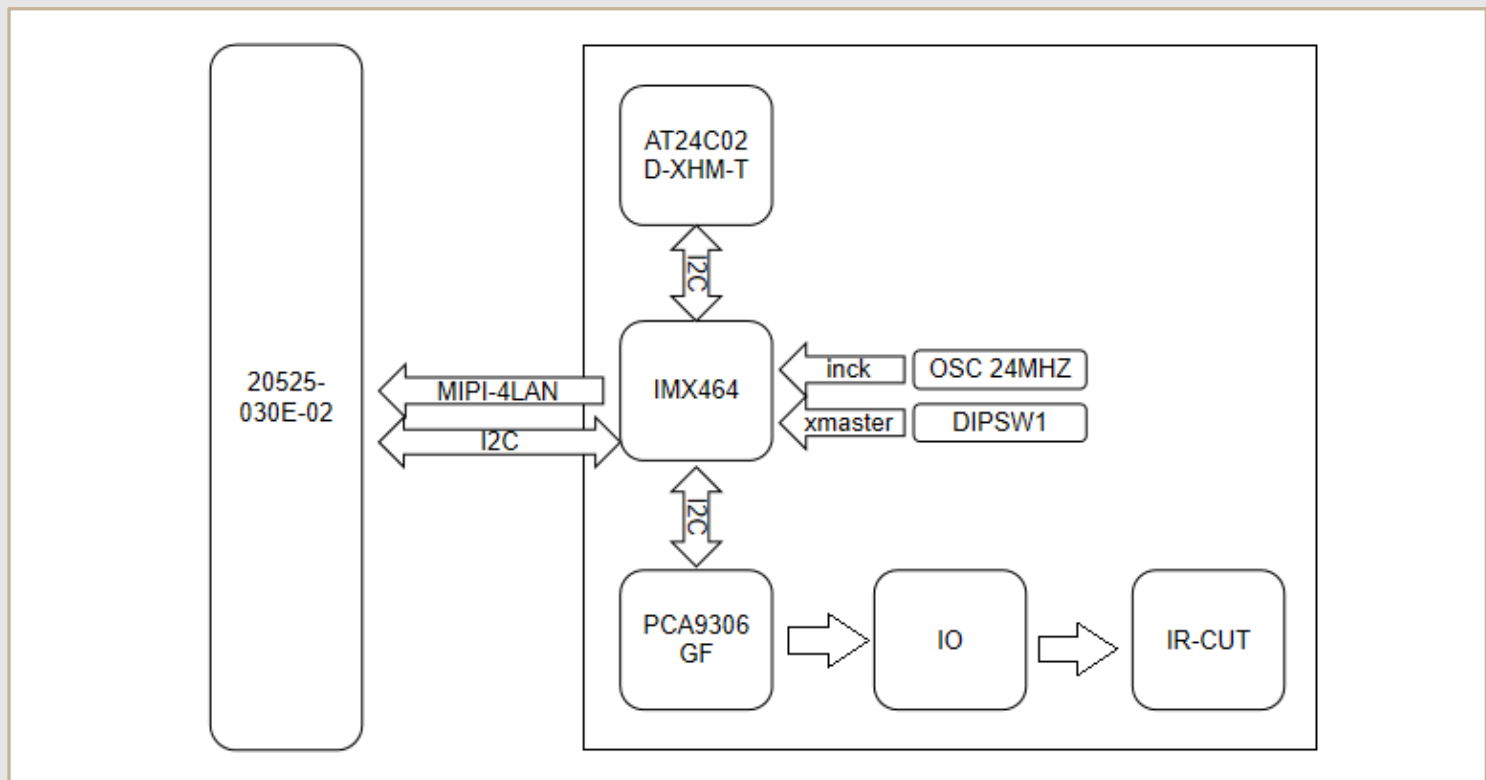 AT24C02
D-XHM-T
I2C
20525-
030E-02
MIPI-4LAN
I2C
IMX464
inck
OSC 24MHZ
xmaster
DIPSW1
I2C
PCA9306
GF
IO
IR-CUT